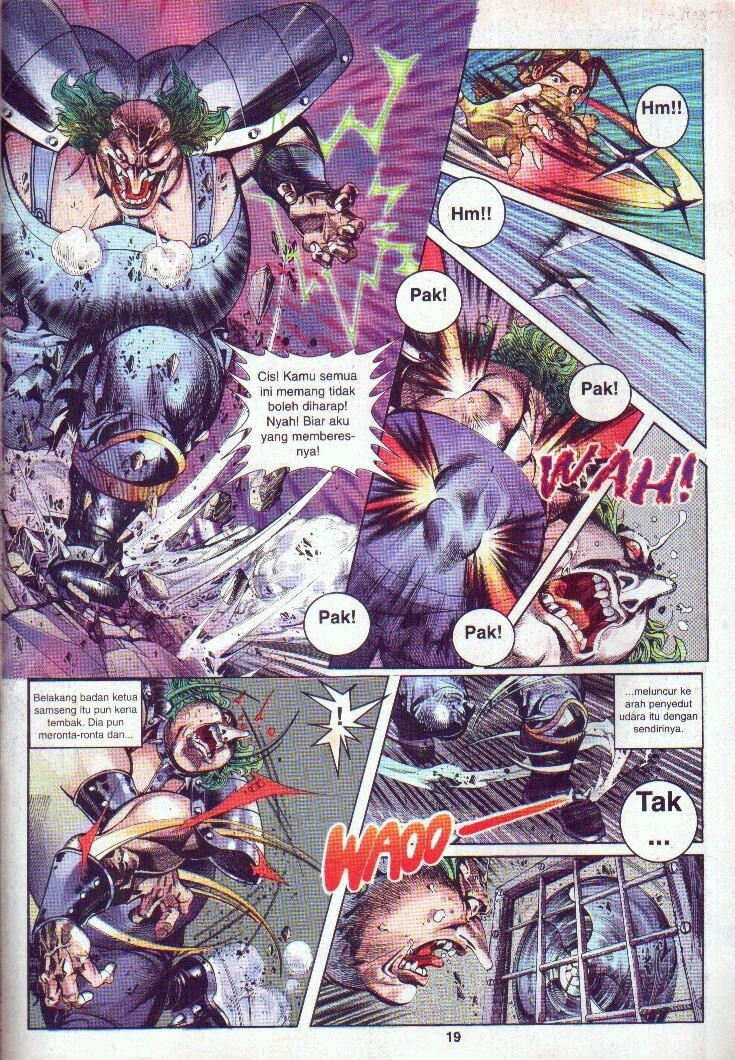 Hm!!
Hm!!
Cis! Kamu semua
ini memang tidak
boleh diharap!
Nyah! Biar aku
yang memberes-
nya!
Pak!
Pak!
Pak!
Pak!
WAH!
Belakang badan ketua
samseng itu pun kena
tembak. Dia pun
meronta-ronta dan...
!
...meluncur ke
arah penyedut
udara itu dengan
sendirinya.
Tak
...
WAOO
19